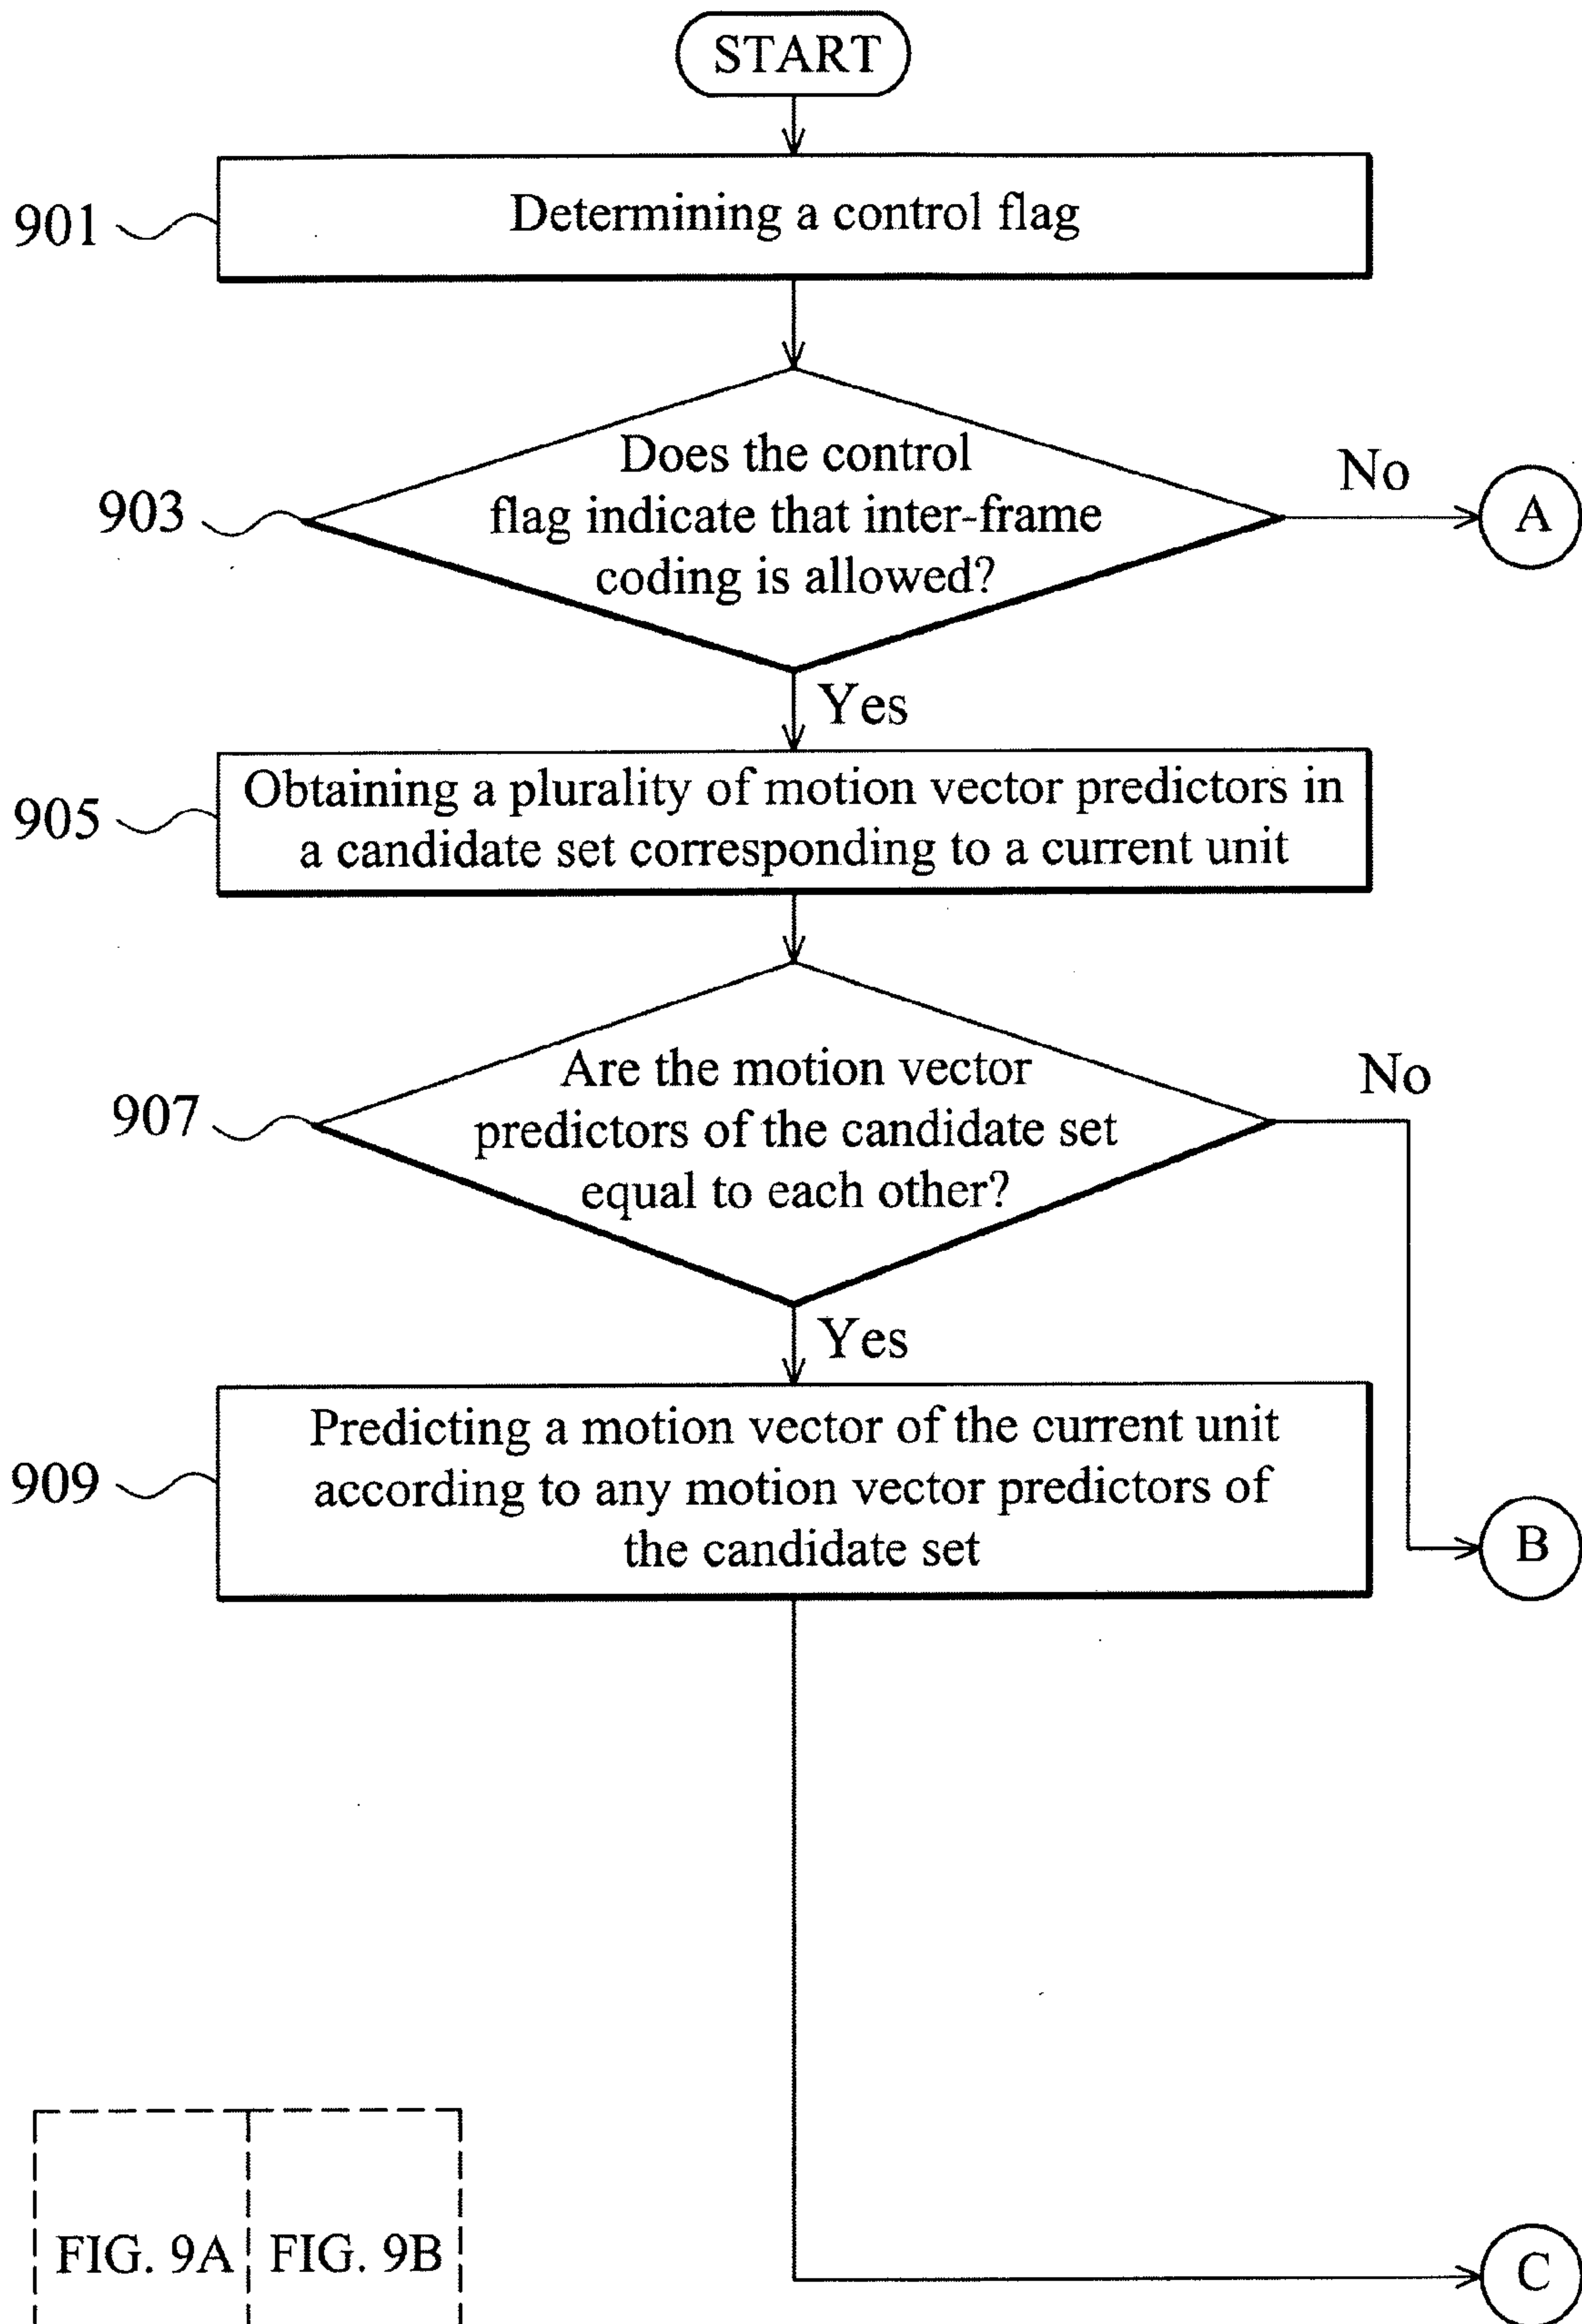 START
901
Determining a control flag
903
Does the control
flag indicate that inter-frame
coding is allowed?
No
A
Yes
905
Obtaining a plurality of motion vector predictors in
a candidate set corresponding to a current unit
907
Are the motion vector
predictors of the candidate set
equal to each other?
No
Yes
909
Predicting a motion vector of the current unit
according to any motion vector predictors of
the candidate set
B
FIG. 9A
FIG. 9B
C